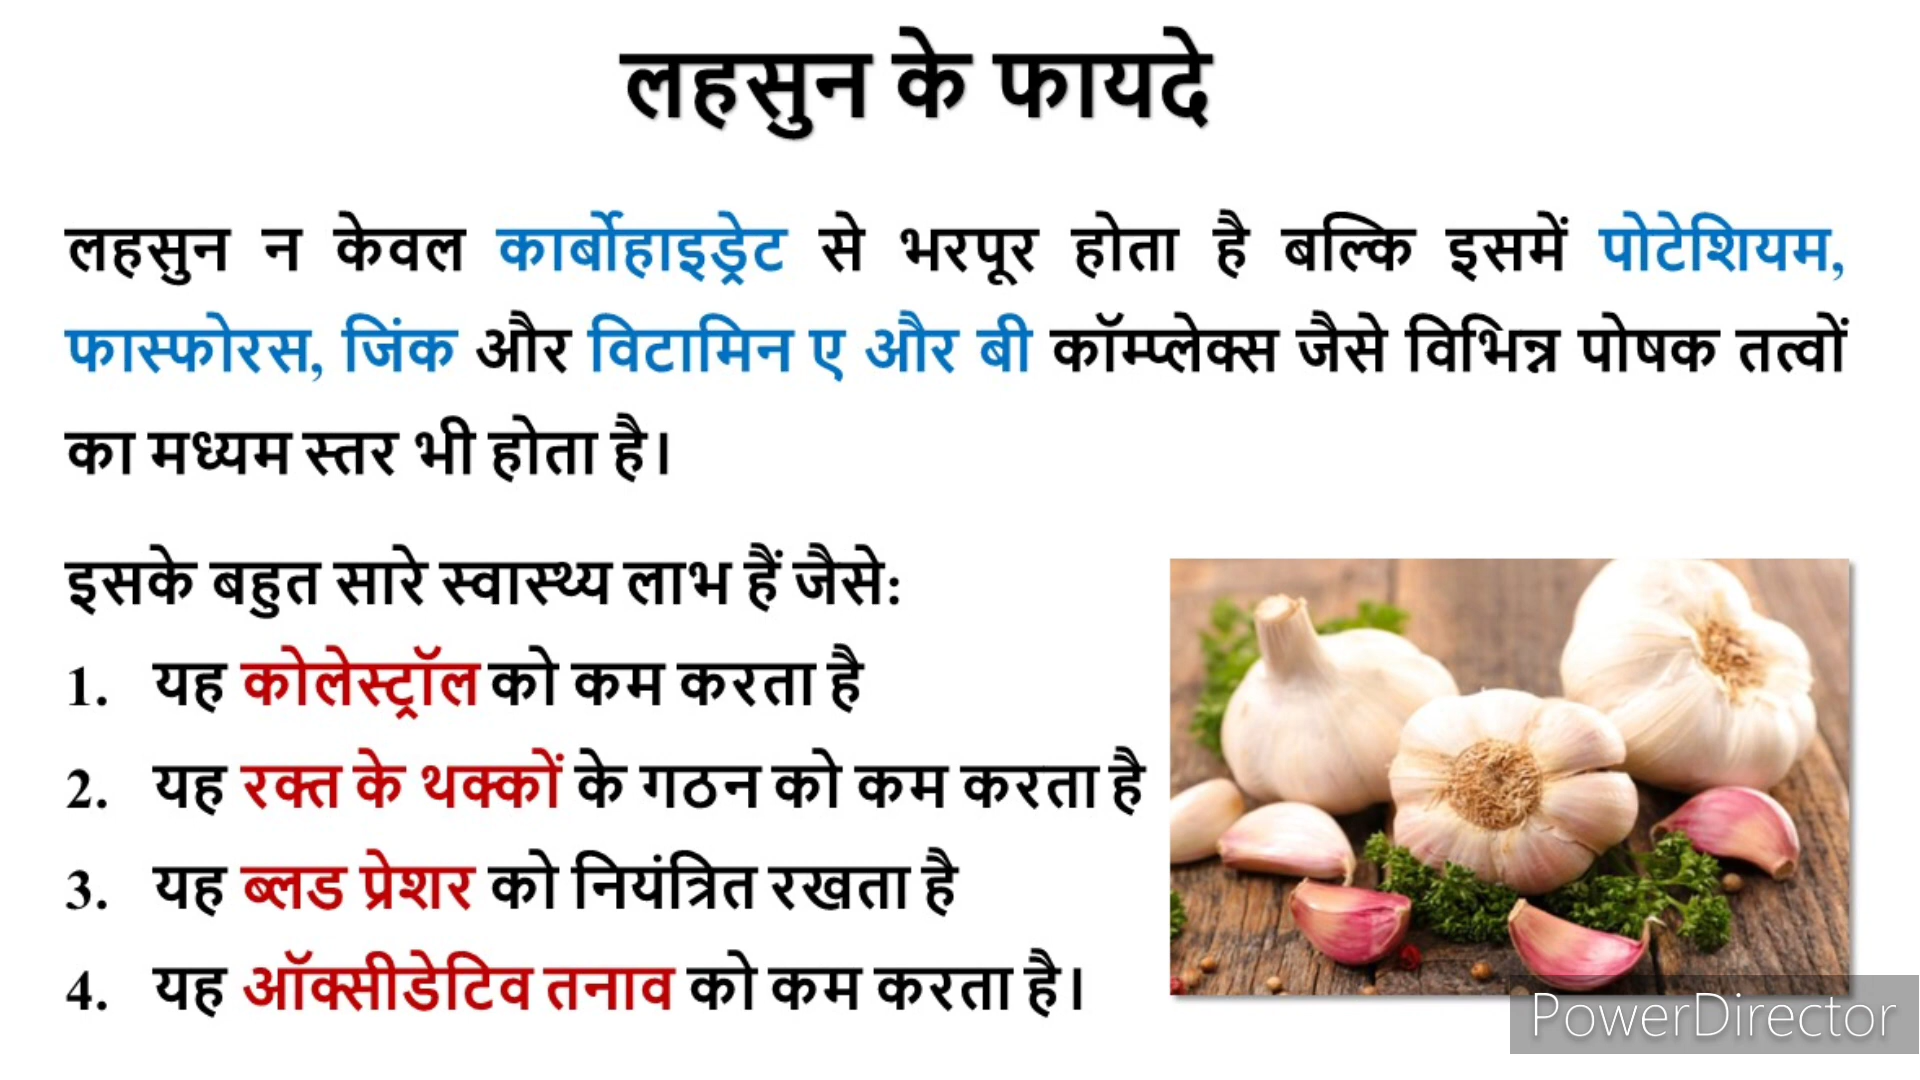 लहसुन के फायदे
लहसुन न केवल कार्बोहाइड्रेट से भरपूर होता है बल्कि इसमें पोटेशियम,
फास्फोरस, जिंक और विटामिन ए और बी कॉम्प्लेक्स जैसे विभिन्न पोषक तत्वों
का मध्यम स्तर भी होता है।
इसके बहुत सारे स्वास्थ्य लाभ हैं जैसे:
1. यह कोलेस्ट्रॉल को कम करता है
2. यह रक्त के थक्कों के गठन को कम करता है
3. यह ब्लड प्रेशर को नियंत्रित रखता है
4. यह ऑक्सीडेटिव तनाव को कम करता है।
PowerDirector